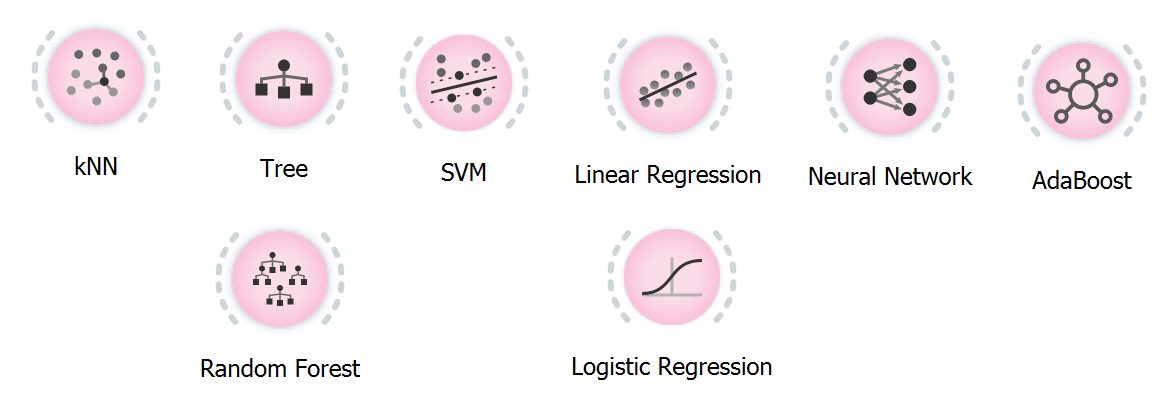 kNN
Tree
SVM
Linear Regression
Neural Network
AdaBoost
Random Forest
Logistic Regression